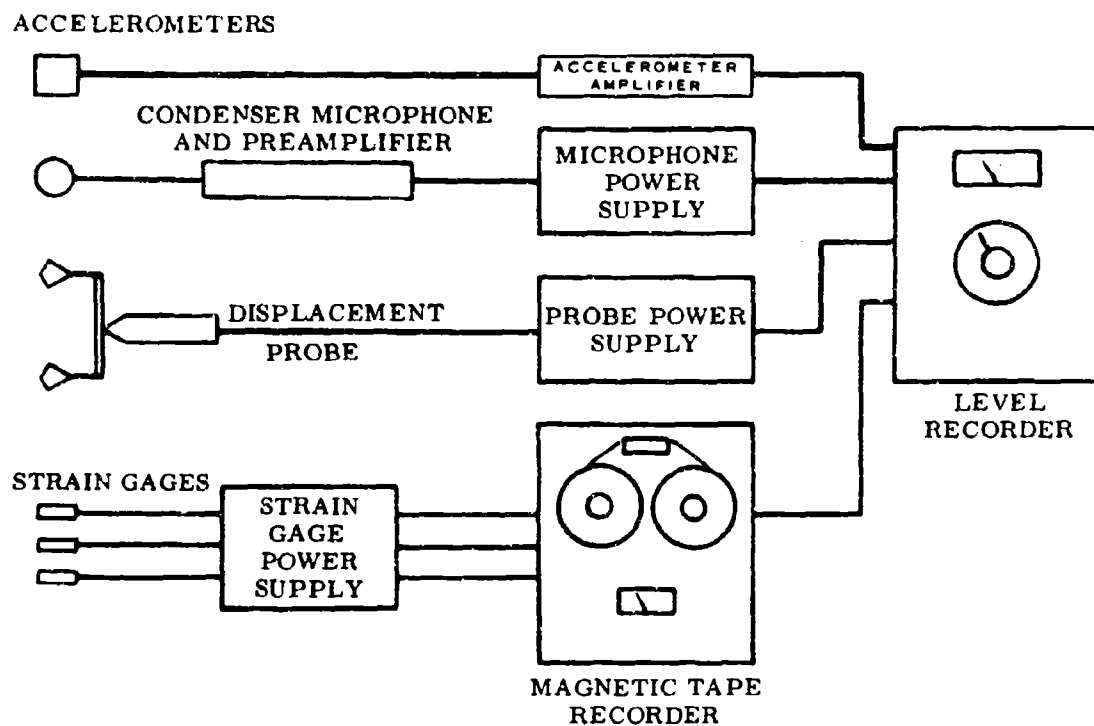 ACCELEROMETERS
ACCELEROMETER
AMPLIFIER
CONDENSER MICROPHONE
AND PREAMPLIFIER
MICROPHONE
POWER
SUPPLY
DISPLACEMENT
PROBE
PROBE POWER
SUPPLY
LEVEL
RECORDER
STRAIN GAGES
STRAIN
GAGE
POWER
SUPPLY
MAGNETIC TAPE
RECORDER